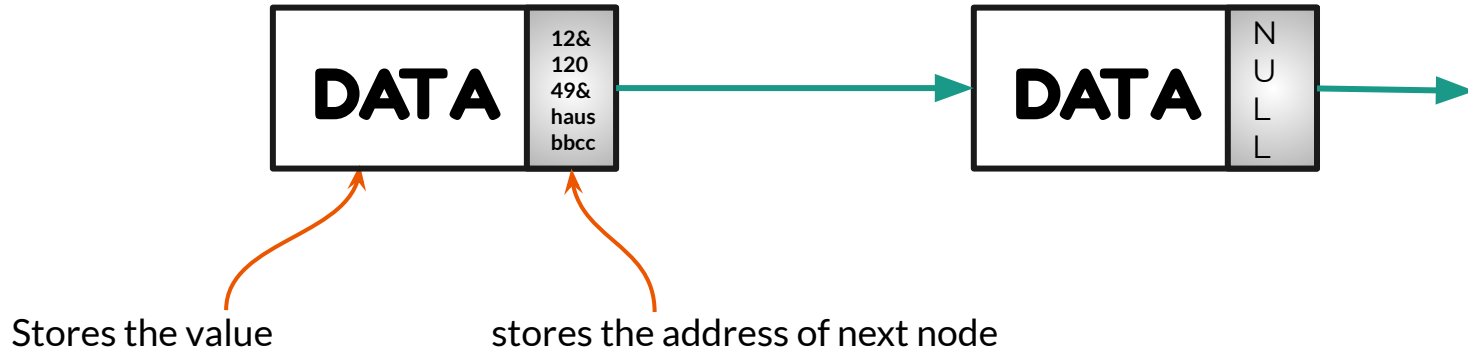 DATA
12&
120
49&
haus
bbcc
DATA
N
U
L
L
Stores the value
stores the address of next node